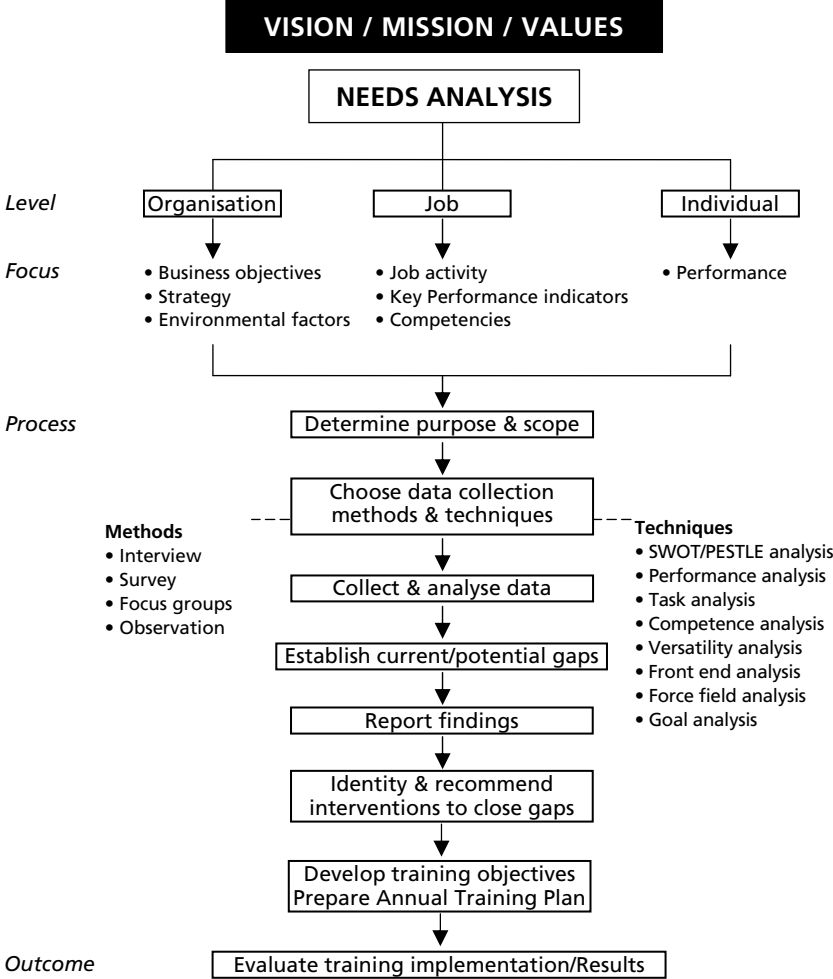 VISION / MISSION / VALUES
NEEDS ANALYSIS
Level
Organisation
Job
Individual
Focus
• Business objectives
• Strategy
• Environmental factors
• Job activity
• Key Performance indicators
• Competencies
• Performance
Process
Determine purpose & scope
Choose data collection
methods & techniques
Methods
• Interview
• Survey
• Focus groups
• Observation
Techniques
• SWOT/PESTLE analysis
• Performance analysis
• Task analysis
• Competence analysis
• Versatility analysis
• Front end analysis
• Force field analysis
• Goal analysis
Collect & analyse data
Establish current/potential gaps
Report findings
Identity & recommend
interventions to close gaps
Develop training objectives
Prepare Annual Training Plan
Outcome
Evaluate training implementation/Results